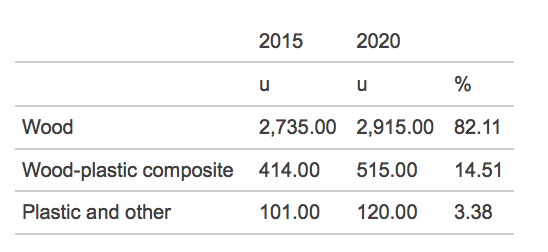 2015 2020
u u %
Wood 2,735.00 2,915.00 82.11
Wood-plastic composite 414.00 515.00 14.51
Plastic and other 101.00 120.00 3.38